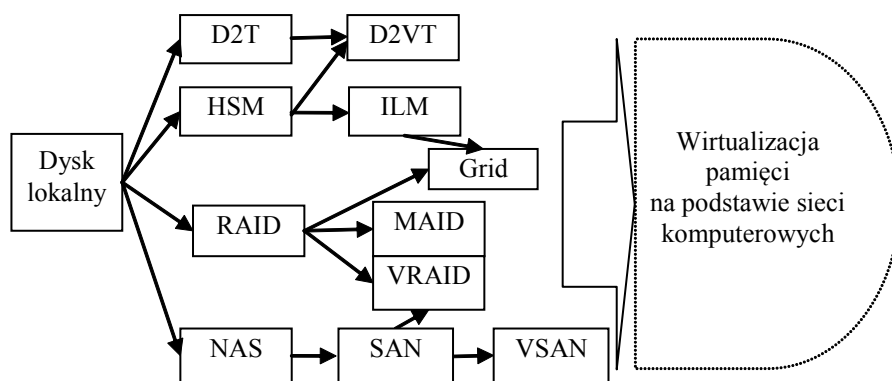 D2T
D2VT
HSM
ILM
Dysk
lokalny
Grid
RAID
MAID
VRAID
NAS
SAN
VSAN
Wirtualizacja
pamięci
na podstawie sieci
komputerowych